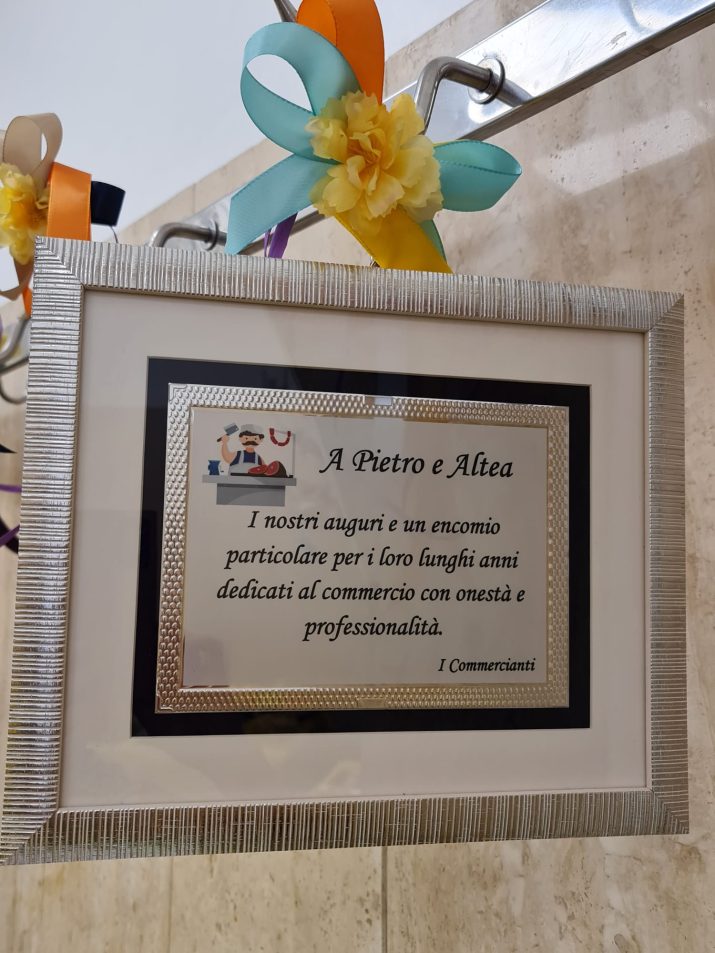 A Pietro e Altea
I nostri auguri e un encomio
particolare per i loro lunghi anni
dedicati al commercio con onestà e
professionalità.
I Commercianti